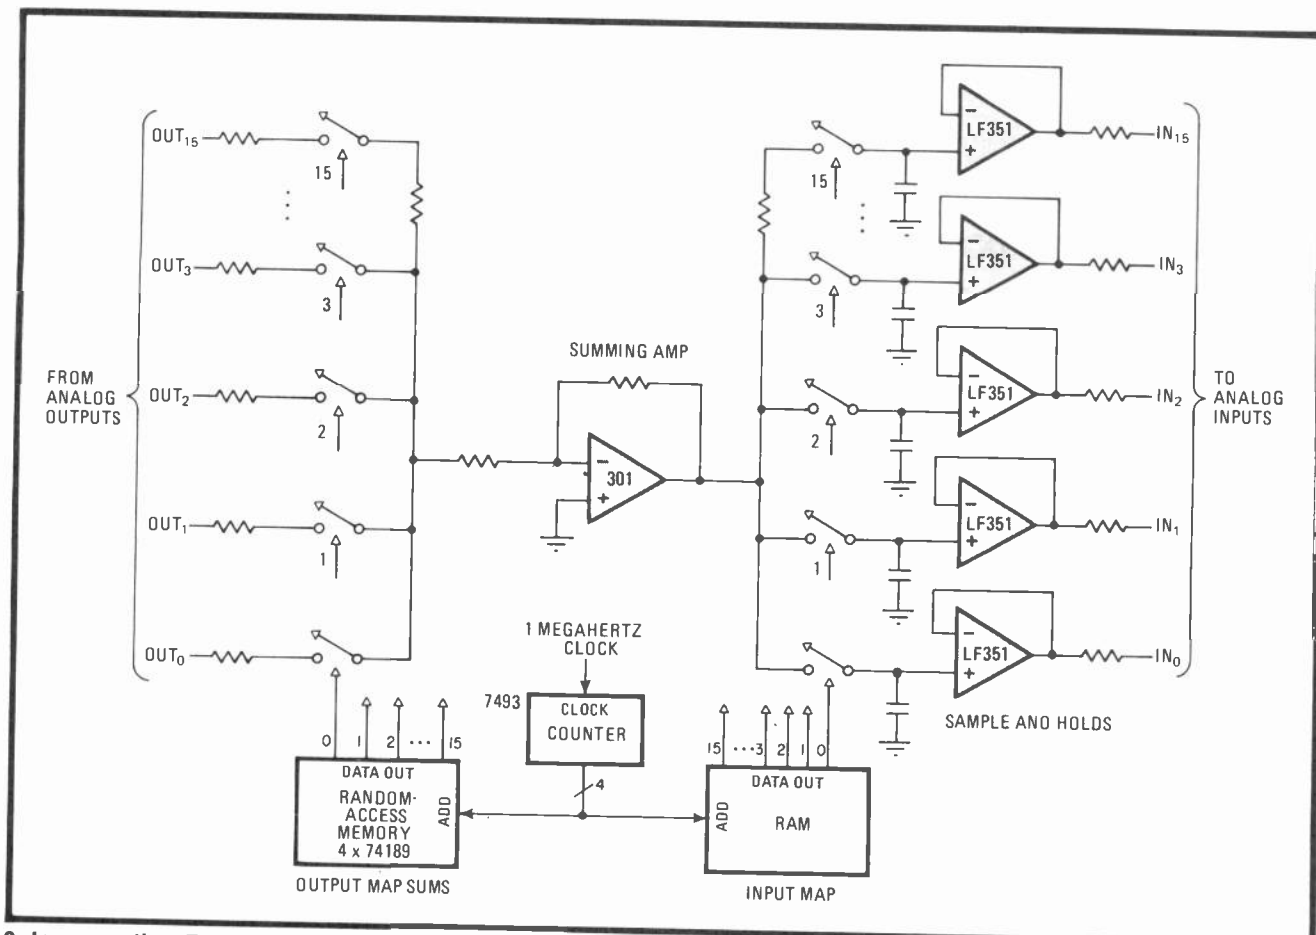 OUT15
15
OUT3
3
FROM
ANALOG
OUTPUTS
OUT2
2
OUT1
1
OUT0
SUMMING AMP
−
301
+
15
−
LF351
+
IN15
3
−
LF351
+
IN3
2
−
LF351
+
IN2
TO
ANALOG
INPUTS
1
−
LF351
+
IN1
−
LF351
+
IN0
SAMPLE ANO HOLDS
1 MEGAHERTZ
CLOCK
7493
CLOCK
COUNTER
4
0 1 2 ••• 15
DATA OUT
RANDOM-
ACCESS
MEMORY
4 x 74189
ADD
OUTPUT MAP SUMS
15 •••3 2 1 0
DATA OUT
ADD
RAM
INPUT MAP